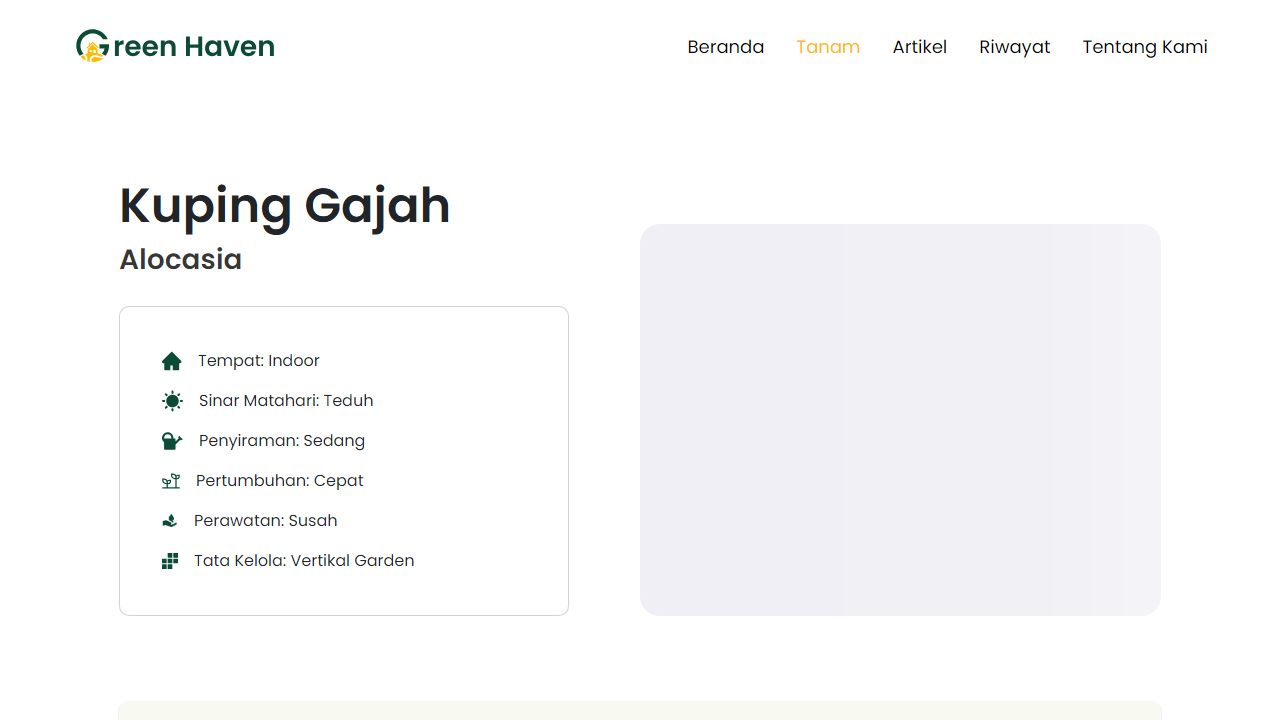 Green Haven
Beranda Tanam Artikel Riwayat Tentang Kami
Kuping Gajah
Alocasia
Tempat: Indoor
Sinar Matahari: Teduh
Penyiraman: Sedang
Pertumbuhan: Cepat
Perawatan: Susah
Tata Kelola: Vertikal Garden